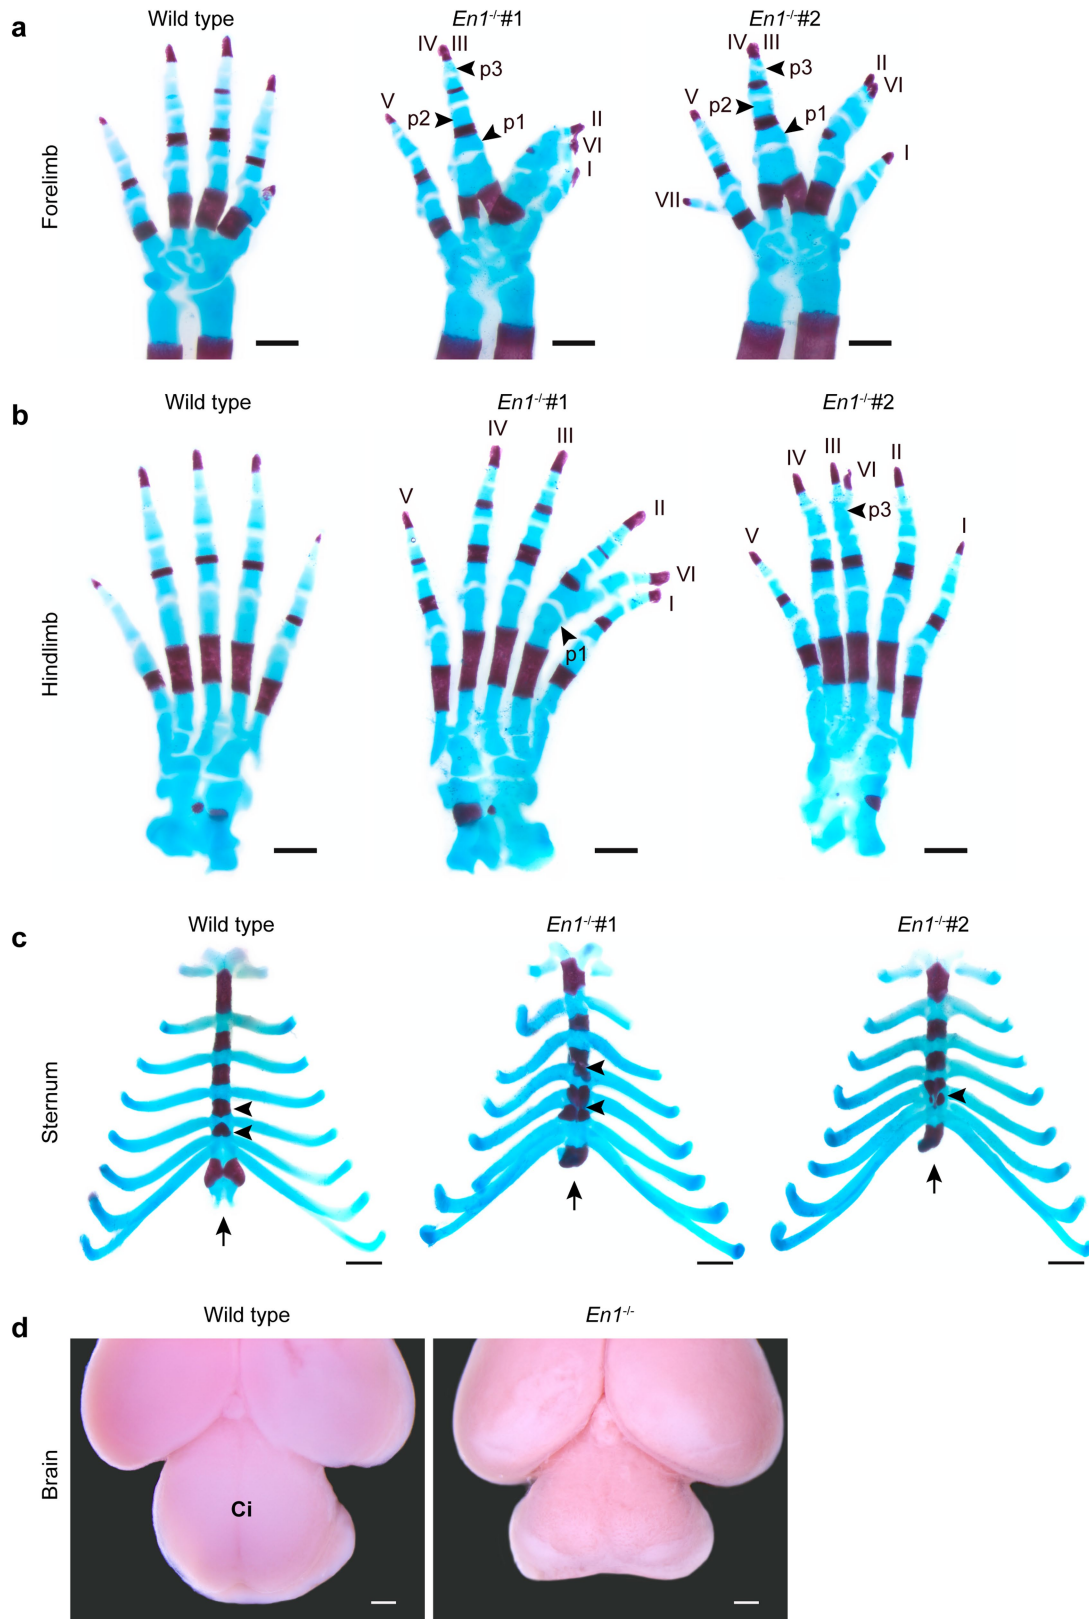 a
Wild type
En1-/-#1
En1-/-#2
Forelimb
IV III
p3
V
p2
p1
II
VI
I
IV III
p3
II
VI
V
p2
p1
I
VII
b
Wild type
En1-/-#1
En1-/-#2
Hindlimb
IV
III
V
II
VI
I
p1
IV
III
VI
II
p3
V
I
c
Wild type
En1-/-#1
En1-/-#2
Sternum
d
Wild type
En1-/-
Brain
Ci